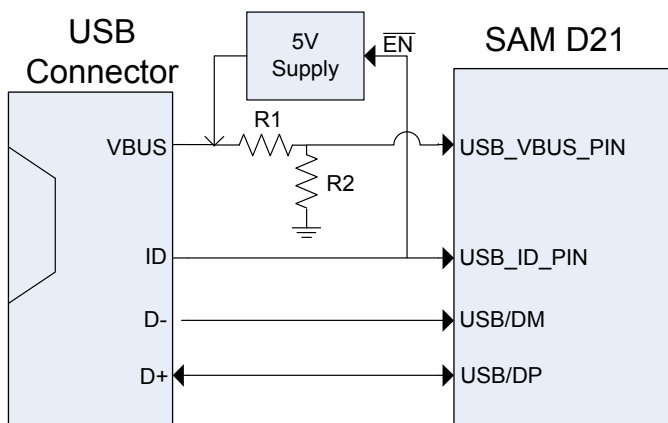 USB
Connector
5V
Supply
EN
SAM D21
R1
VBUS
USB_VBUS_PIN
R2
ID
USB_ID_PIN
D-
USB/DM
D+
USB/DP